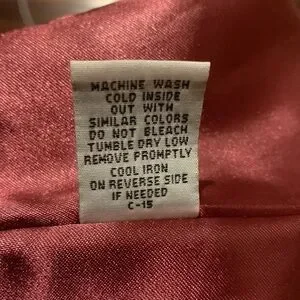 MACHINE WASH
COLD INSIDE
OUT WITH
SIMILAR COLORS
DO NOT BLEACH
TUMBLE DRY LOW
REMOVE PROMPTLY
COOL IRON
ON REVERSE SIDE
IF NEEDED
C-15